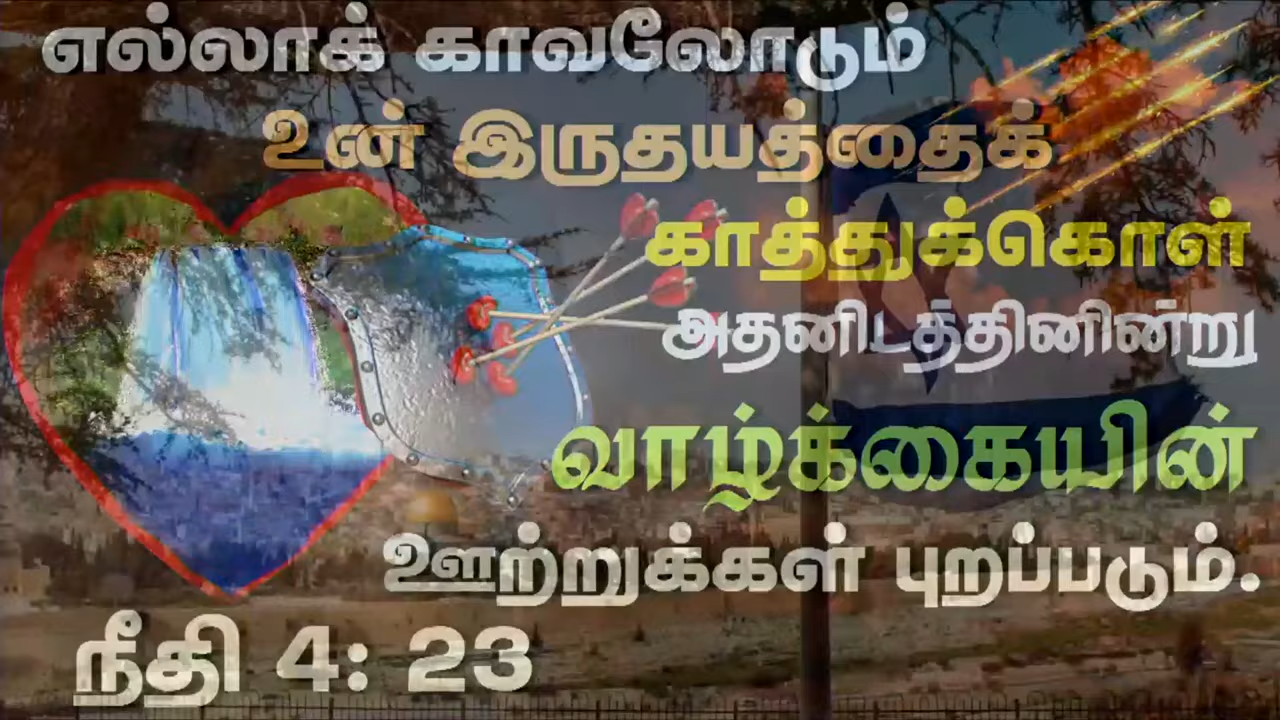 எல்லாக் காவலோடும்
உன் இருதயத்தைக்
காத்துக்கொள்
அதனிடத்தினின்று
வாழ்க்கையின்
ஊற்றுக்கள் புறப்படும்.
நீதி 4: 23